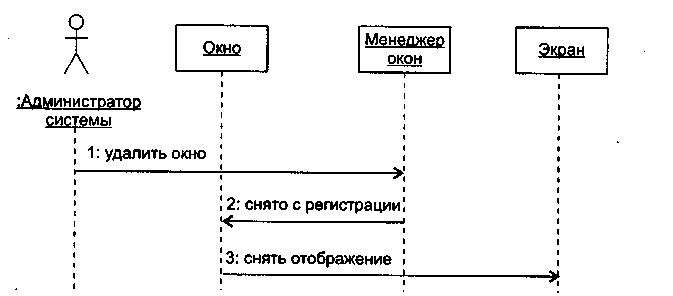 Окно
Менеджер
окон
Экран
:Администратор
системы
1: удалить окно
2: снято с регистрации
3: снять отображение